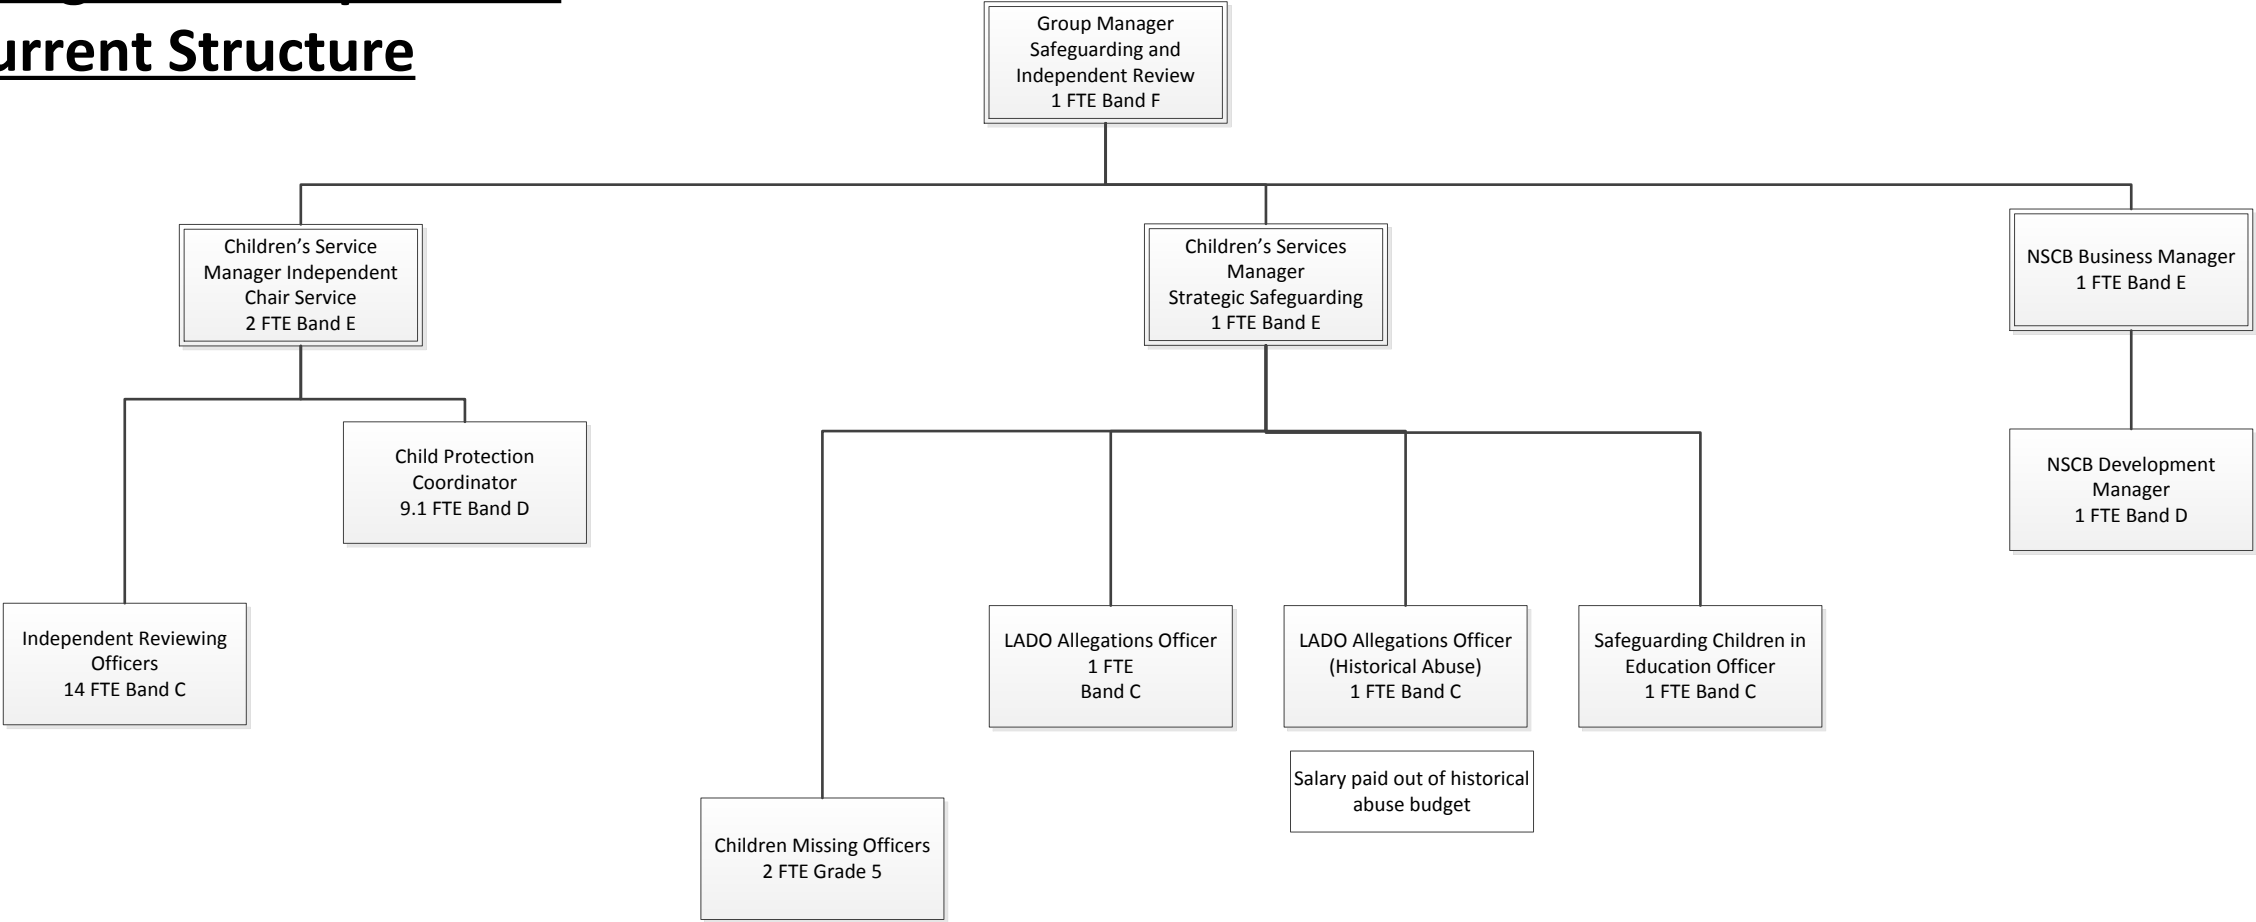 Structure
Group Manager
Safeguarding and
Independent Review
1 FTE Band F
Children’s Service
Manager Independent
Chair Service
2 FTE Band E
Children’s Services
Manager
Strategic Safeguarding
1 FTE Band E
NSCB Business Manager
1 FTE Band E
Child Protection
Coordinator
9.1 FTE Band D
NSCB Development
Manager
1 FTE Band D
Independent Reviewing
Officers
14 FTE Band C
LADO Allegations Officer
1 FTE
Band C
LADO Allegations Officer
(Historical Abuse)
1 FTE Band C
Safeguarding Children in
Education Officer
1 FTE Band C
Salary paid out of historical
abuse budget
Children Missing Officers
2 FTE Grade 5